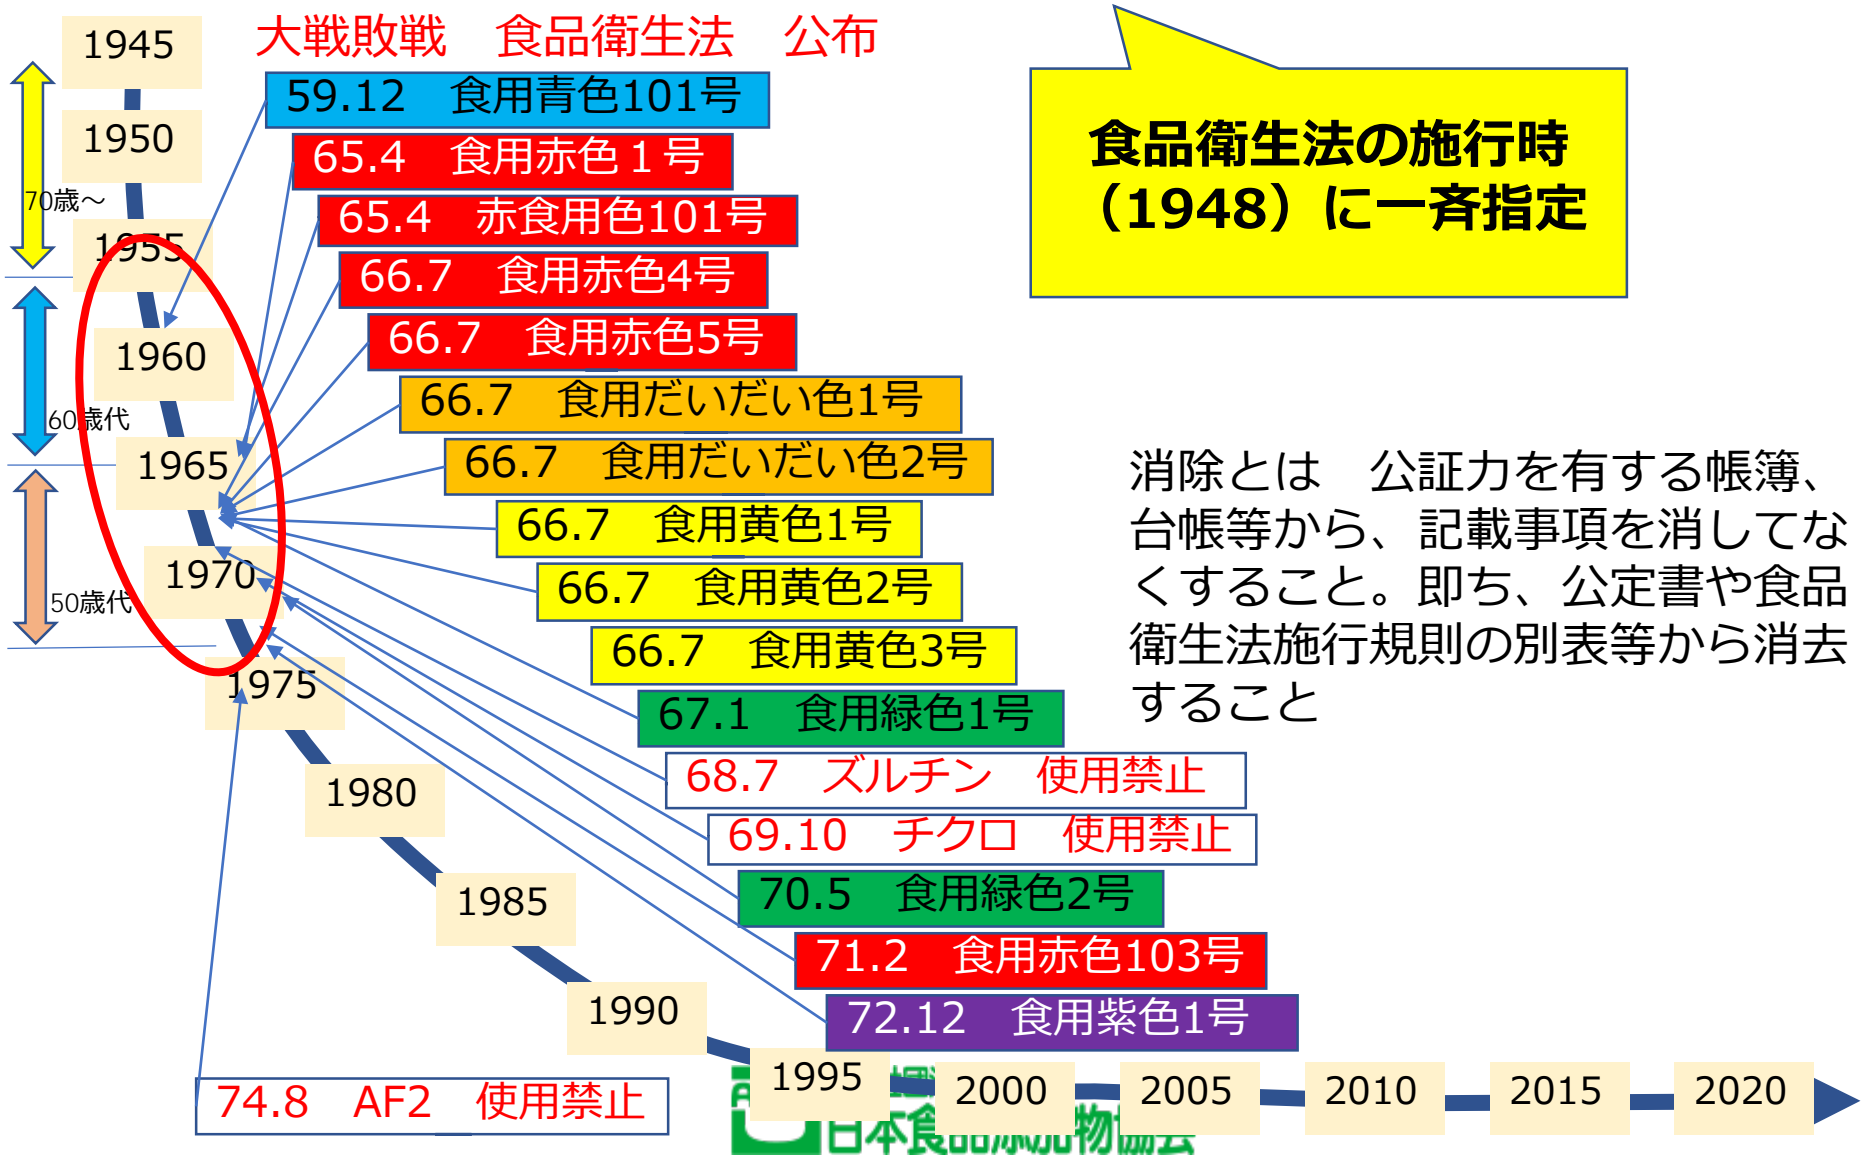 大戦敗戦　食品衛生法　公布
1945
1950
70歳～
1955
1960
60歳代
1965
1970
50歳代
1975
1980
1985
1990
1995
2000
2005
2010
2015
2020
59.12　食用青色101号
65.4　食用赤色１号
65.4　赤食用色101号
66.7　食用赤色4号
66.7　食用赤色5号
66.7　食用だいだい色1号
66.7　食用だいだい色2号
66.7　食用黄色1号
66.7　食用黄色2号
66.7　食用黄色3号
67.1　食用緑色1号
68.7　ズルチン　使用禁止
69.10　チクロ　使用禁止
70.5　食用緑色2号
71.2　食用赤色103号
72.12　食用紫色1号
74.8　AF2　使用禁止
食品衛生法の施行時
（1948）に一斉指定
消除とは　公証力を有する帳簿、
台帳等から、記載事項を消してな
くすること。即ち、公定書や食品
衛生法施行規則の別表等から消去
すること
日本食品添加物協会